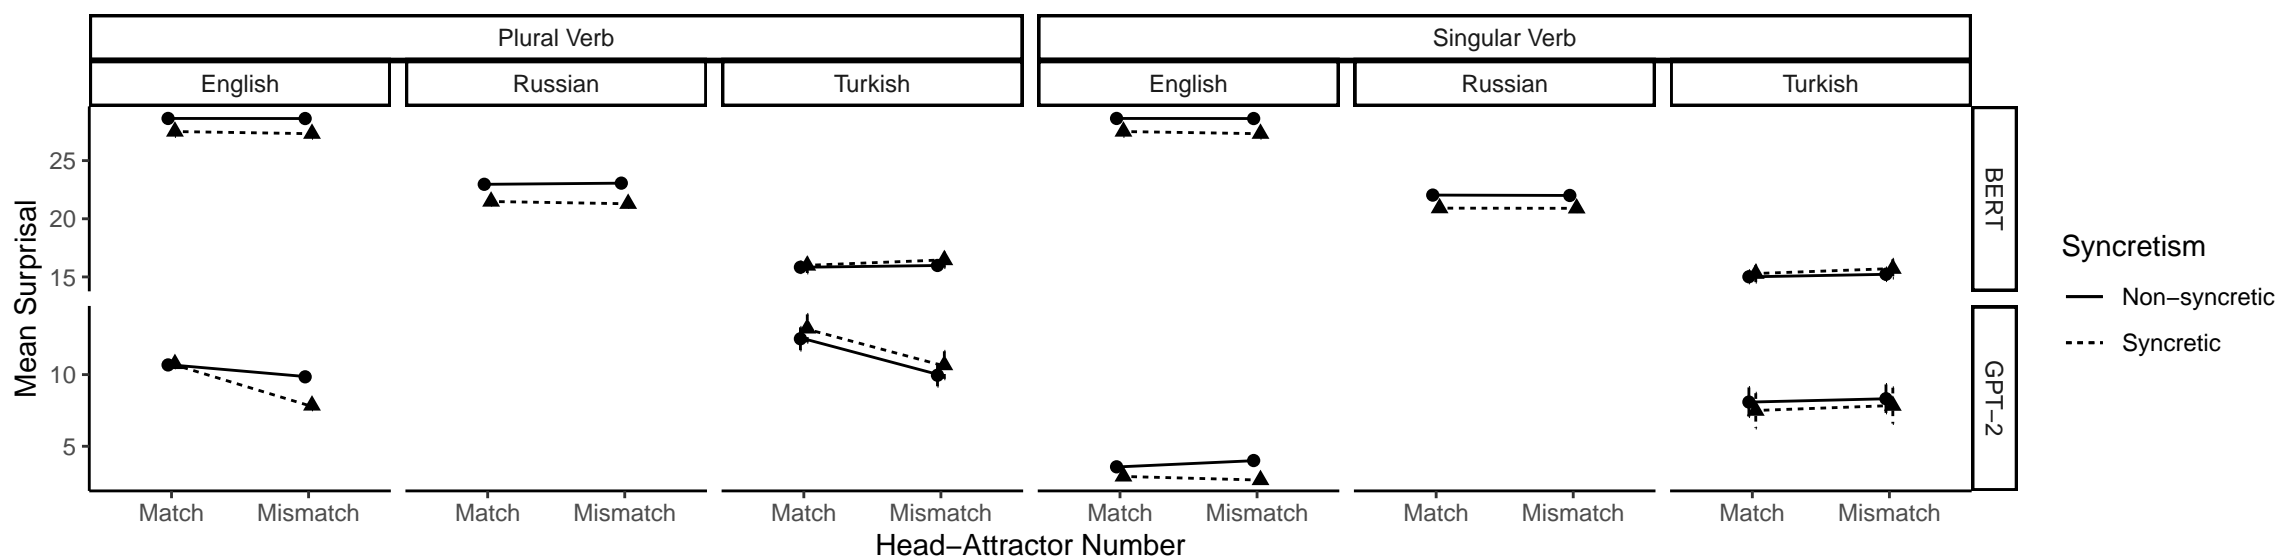 Plural Verb
Singular Verb
English
Russian
Turkish
English
Russian
Turkish
25
20
15
10
5
Mean Surprisal
BERT
GPT−2
Syncretism
Non−syncretic
Syncretic
Match
Mismatch
Match
Mismatch
Match
Mismatch
Match
Mismatch
Match
Mismatch
Match
Mismatch
Head−Attractor Number